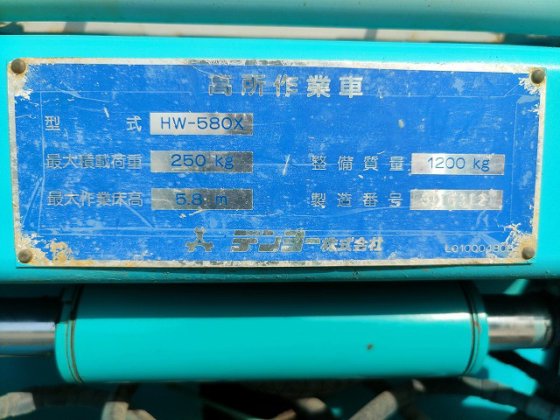 高所作業車
型式 HW-580X
最大積載荷重 250 kg 整備質量 1200 kg
最大作業床高 5.8 m 製造番号
デンヨー株式会社